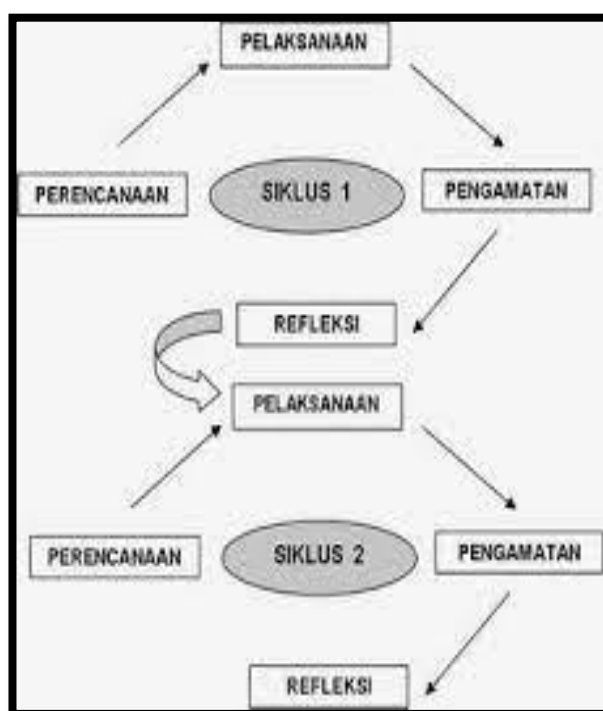 PELAKSANAAN
PERENCANAAN
SIKLUS 1
PENGAMATAN
REFLEKSI
PELAKSANAAN
PERENCANAAN
SIKLUS 2
PENGAMATAN
REFLEKSI